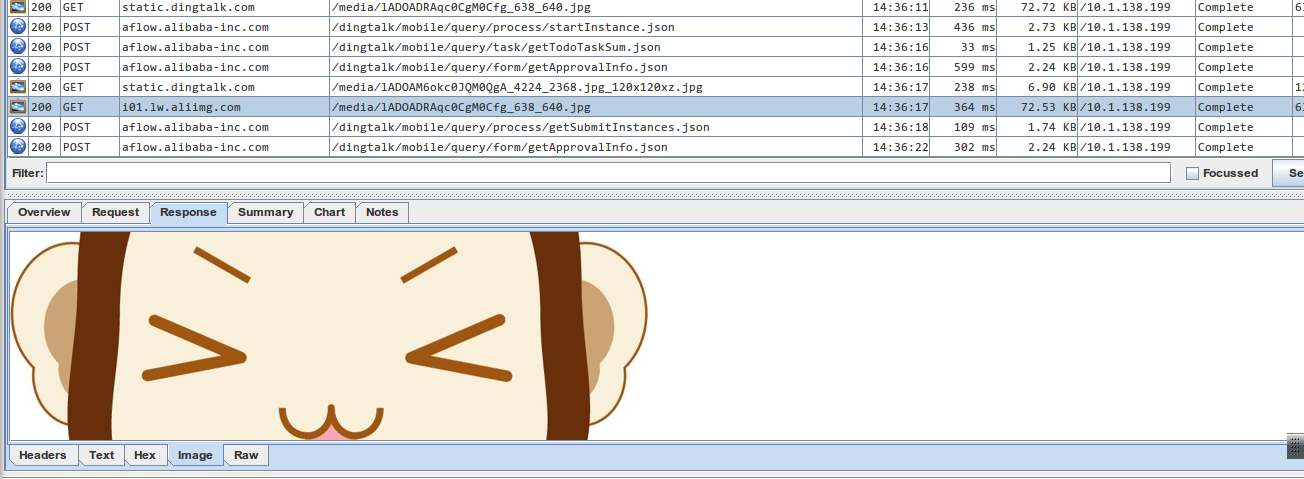 200 GET static.dingtalk.com /media/lADOADRAqc0CgM0Cfg_638_640.jpg 14:36:11 236 ms 72.72 KB /10.1.138.199 Complete
200 POST aflow.alibaba-inc.com /dingtalk/mobile/query/process/startInstance.json 14:36:13 436 ms 2.73 KB /10.1.138.199 Complete
200 POST aflow.alibaba-inc.com /dingtalk/mobile/query/task/getTodoTaskSum.json 14:36:16 33 ms 1.25 KB /10.1.138.199 Complete
200 POST aflow.alibaba-inc.com /dingtalk/mobile/query/form/getApprovalInfo.json 14:36:16 599 ms 2.24 KB /10.1.138.199 Complete
200 GET static.dingtalk.com /media/lADOAM6okc0JQM0QgA_4224_2368.jpg_120x120xz.jpg 14:36:17 238 ms 6.90 KB /10.1.138.199 Complete
200 GET i01.lw.aliimg.com /media/lADOADRAqc0CgM0Cfg_638_640.jpg 14:36:17 364 ms 72.53 KB /10.1.138.199 Complete
200 POST aflow.alibaba-inc.com /dingtalk/mobile/query/process/getSubmitInstances.json 14:36:18 109 ms 1.74 KB /10.1.138.199 Complete
200 POST aflow.alibaba-inc.com /dingtalk/mobile/query/form/getApprovalInfo.json 14:36:22 302 ms 2.24 KB /10.1.138.199 Complete
Filter: Focussed Se
Overview Request Response Summary Chart Notes
Headers Text Hex Image Raw